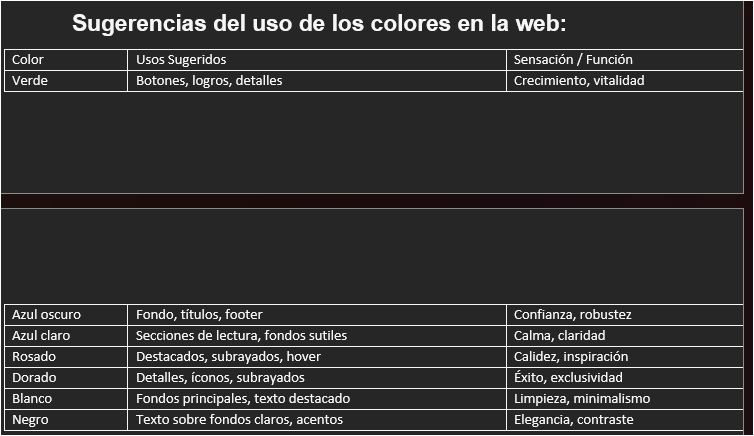 Sugerencias del uso de los colores en la web:
Color Usos Sugeridos Sensación / Función
Verde Botones, logros, detalles Crecimiento, vitalidad
Azul oscuro Fondo, títulos, footer Confianza, robustez
Azul claro Secciones de lectura, fondos sutiles Calma, claridad
Rosado Destacados, subrayados, hover Calidez, inspiración
Dorado Detalles, íconos, subrayados Éxito, exclusividad
Blanco Fondos principales, texto destacado Limpieza, minimalismo
Negro Texto sobre fondos claros, acentos Elegancia, contraste